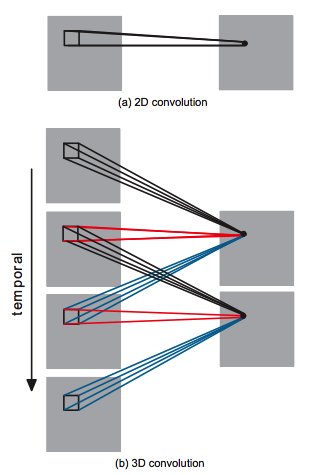 (a) 2D convolution
temporal
(b) 3D convolution